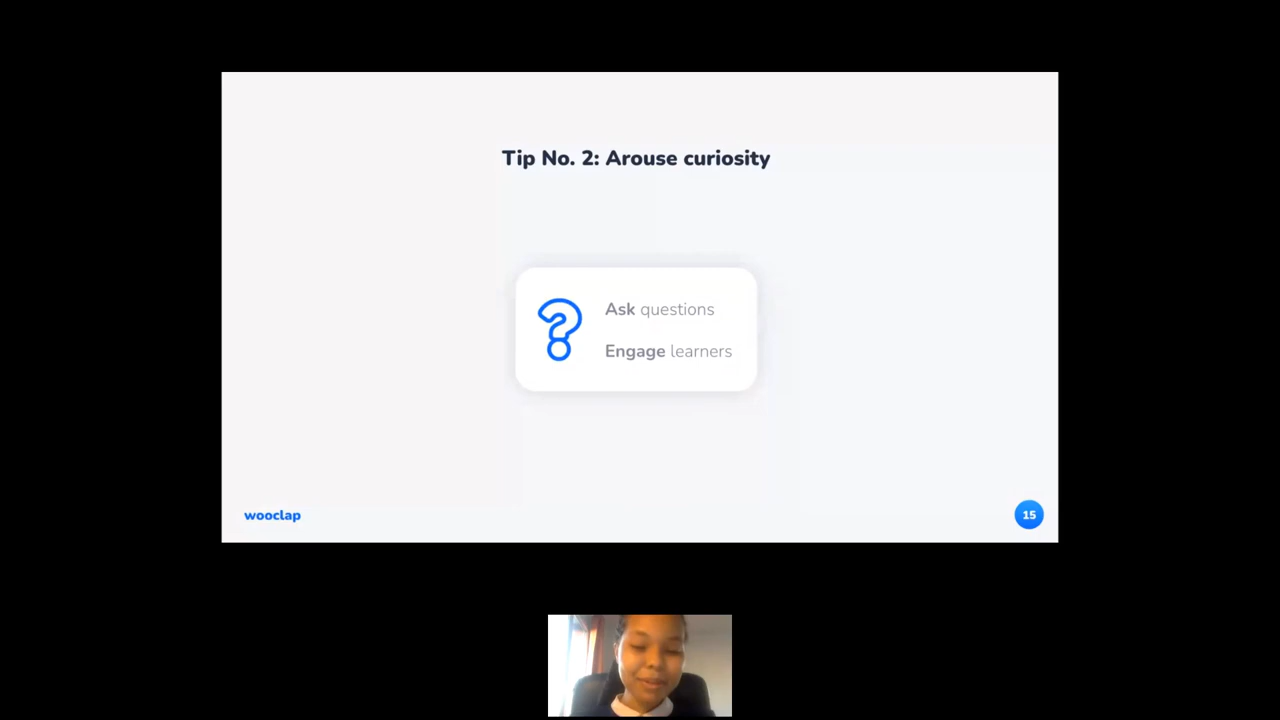 Tip No. 2: Arouse curiosity
Ask questions
Engage learners
wooclap
15